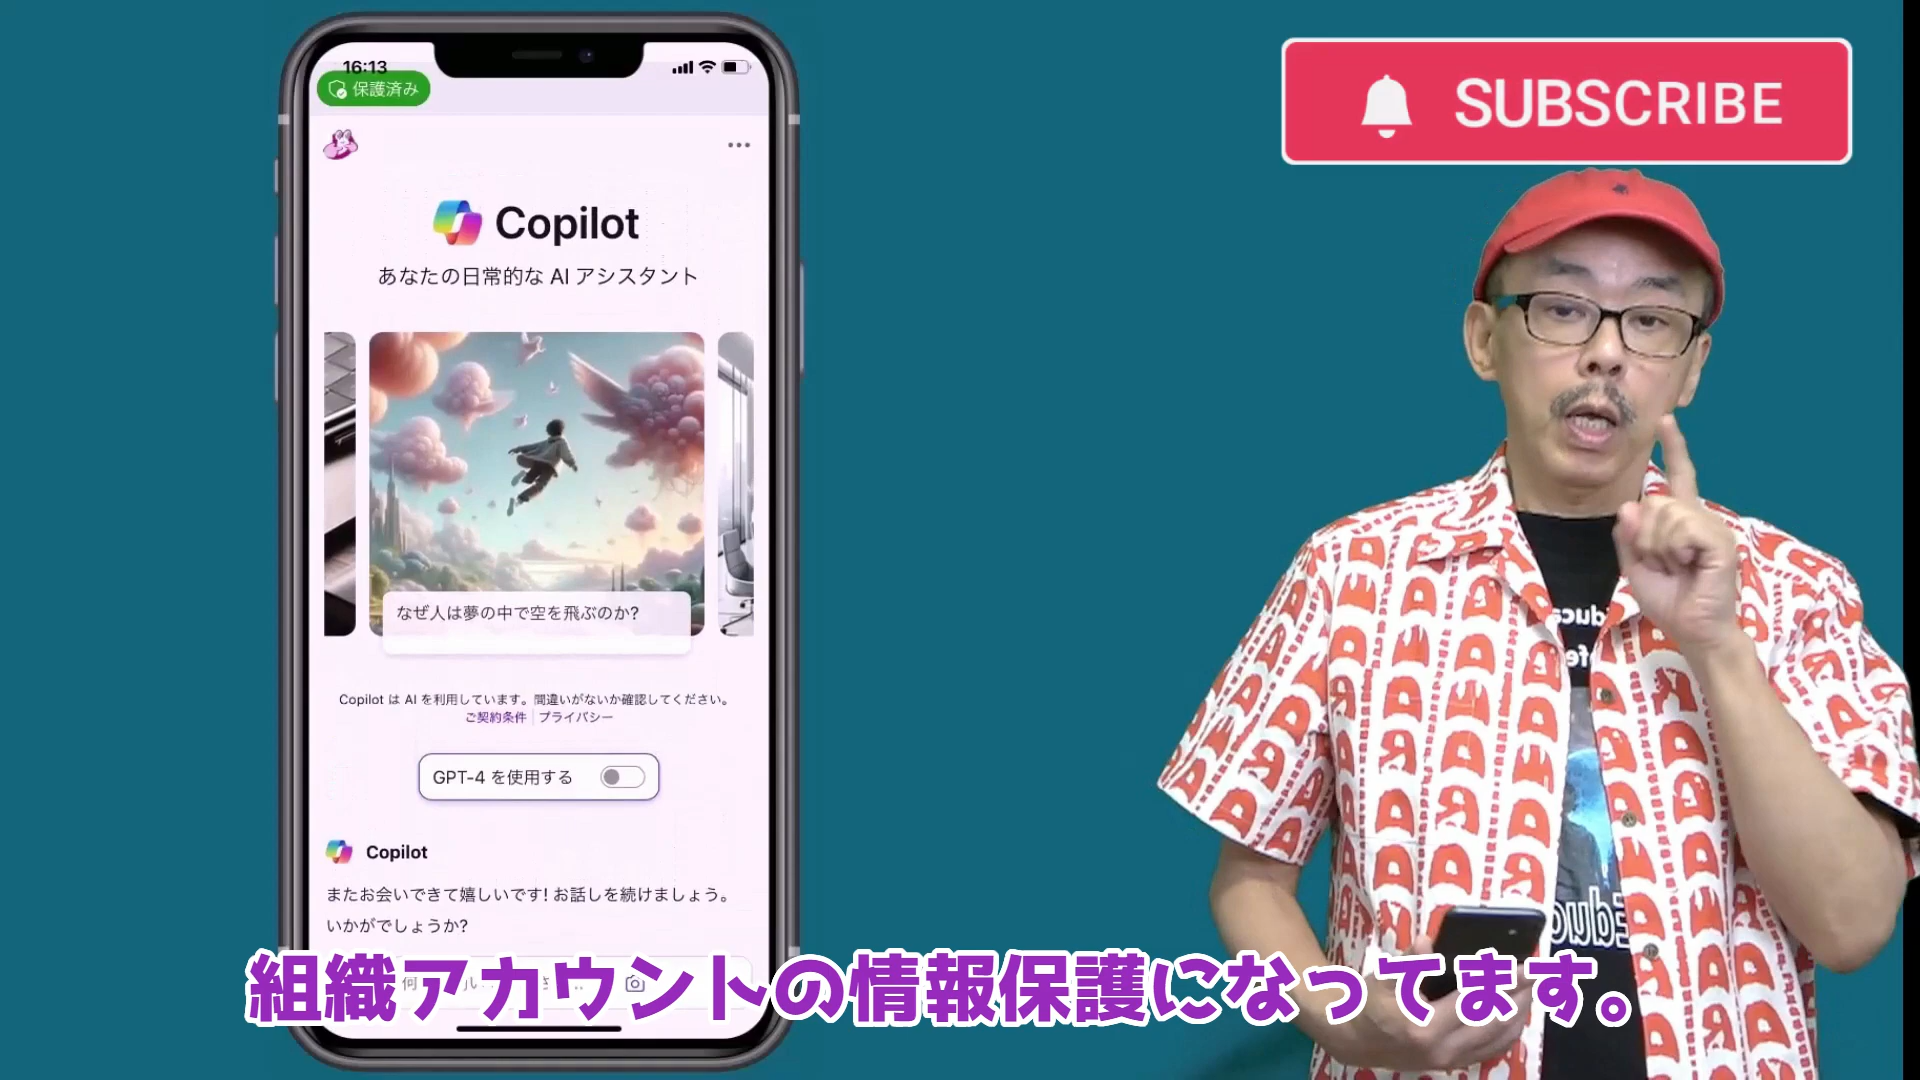 16:13
保護済み
SUBSCRIBE
Copilot
あなたの日常的な AI アシスタント
なぜ人は夢の中で空を飛ぶのか?
Copilot は AI を利用しています。間違いがないか確認してください。
ご契約条件 | プライバシー
GPT-4 を使用する
Copilot
またお会いできて嬉しいです! お話しを続けましょう。
いかがでしょうか?
組織アカウントの情報保護になってます。